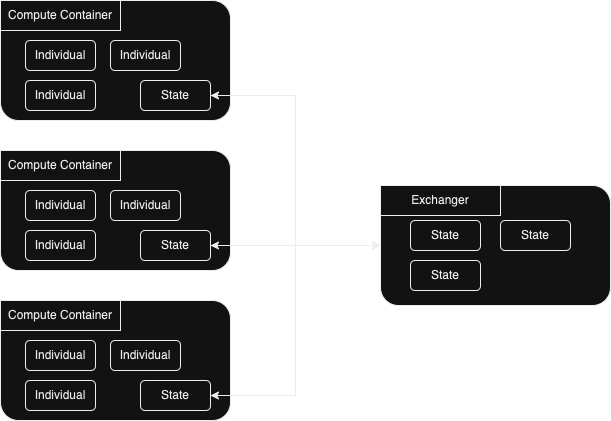 Compute Container
Individual Individual
Individual State
Compute Container
Individual Individual
Individual State
Exchanger
State State
State
Compute Container
Individual Individual
Individual State